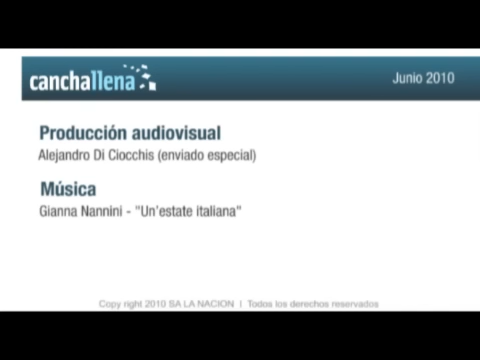 canchallena
Junio 2010
Producción audiovisual
Alejandro Di Ciocchis (enviado especial)
Música
Gianna Nannini - "Un'estate italiana"
Copy right 2010 SA LA NACION | Todos los derechos reservados